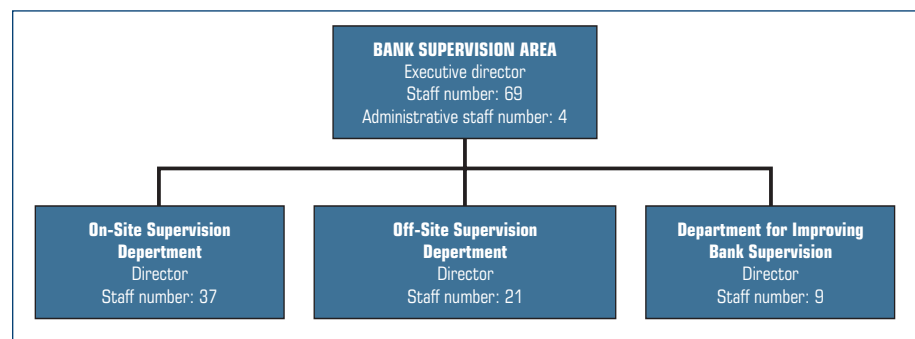 BANK SUPERVISION AREA
Executive director
Staff number: 69
Administrative staff number: 4
On-Site Supervision
Depertment
Director
Staff number: 37
Off-Site Supervision
Depertment
Director
Staff number: 21
Department for Improving
Bank Supervision
Director
Staff number: 9